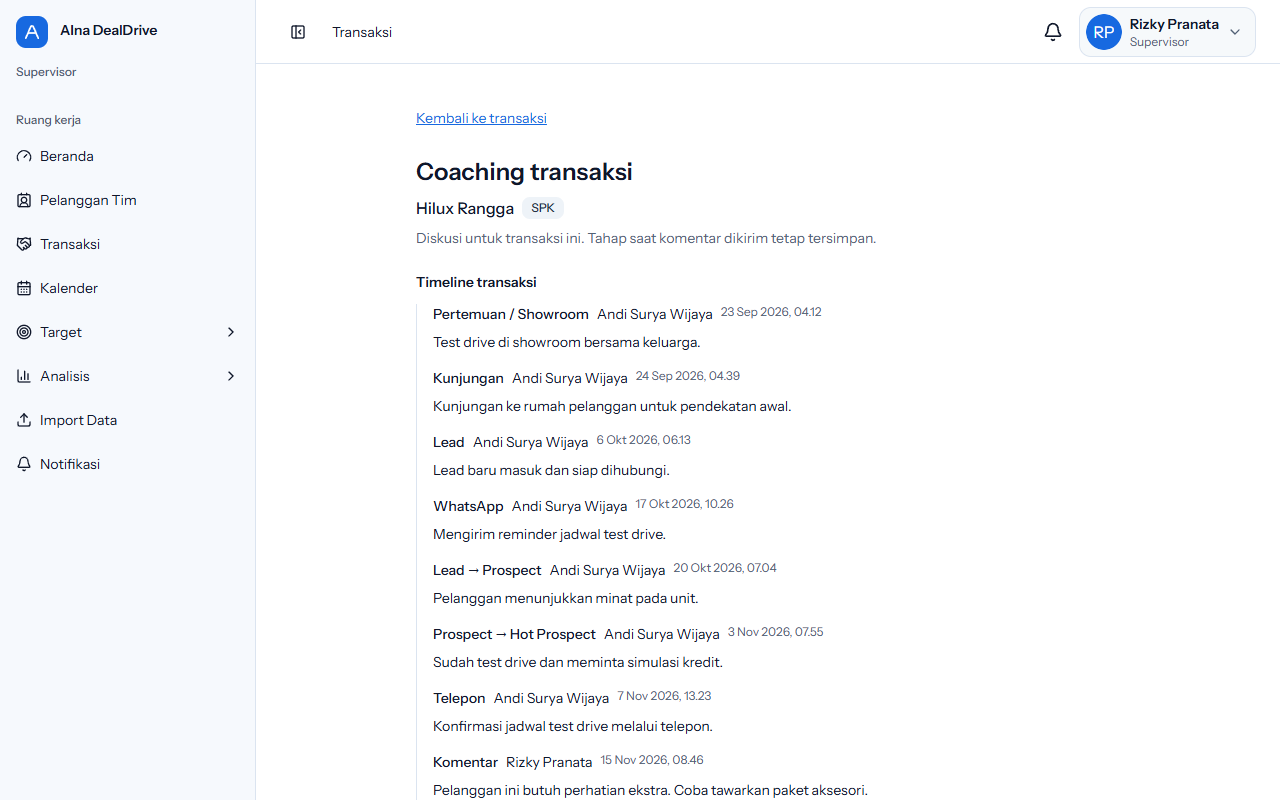 A
AIna DealDrive
Supervisor
Ruang kerja
Beranda
Pelanggan Tim
Transaksi
Kalender
Target
Analisis
Import Data
Notifikasi
Transaksi
RP
Rizky Pranata
Supervisor
Kembali ke transaksi
Coaching transaksi
Hilux Rangga SPK
Diskusi untuk transaksi ini. Tahap saat komentar dikirim tetap tersimpan.
Timeline transaksi
Pertemuan / Showroom Andi Surya Wijaya 23 Sep 2026, 04.12
Test drive di showroom bersama keluarga.
Kunjungan Andi Surya Wijaya 24 Sep 2026, 04.39
Kunjungan ke rumah pelanggan untuk pendekatan awal.
Lead Andi Surya Wijaya 6 Okt 2026, 06.13
Lead baru masuk dan siap dihubungi.
WhatsApp Andi Surya Wijaya 17 Okt 2026, 10.26
Mengirim reminder jadwal test drive.
Lead → Prospect Andi Surya Wijaya 20 Okt 2026, 07.04
Pelanggan menunjukkan minat pada unit.
Prospect → Hot Prospect Andi Surya Wijaya 3 Nov 2026, 07.55
Sudah test drive dan meminta simulasi kredit.
Telepon Andi Surya Wijaya 7 Nov 2026, 13.23
Konfirmasi jadwal test drive melalui telepon.
Komentar Rizky Pranata 15 Nov 2026, 08.46
Pelanggan ini butuh perhatian ekstra. Coba tawarkan paket aksesori.